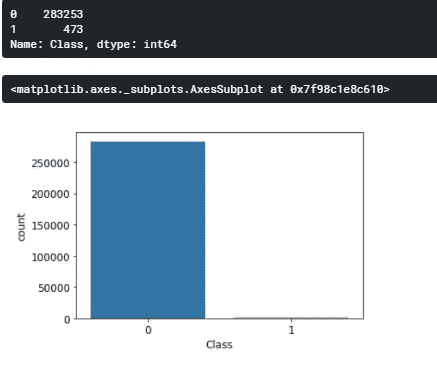 0    283253
1       473
Name: Class, dtype: int64
<matplotlib.axes._subplots.AxesSubplot at 0x7f98c1e8c610>
250000
200000
150000
100000
50000
0
count
0 1
Class